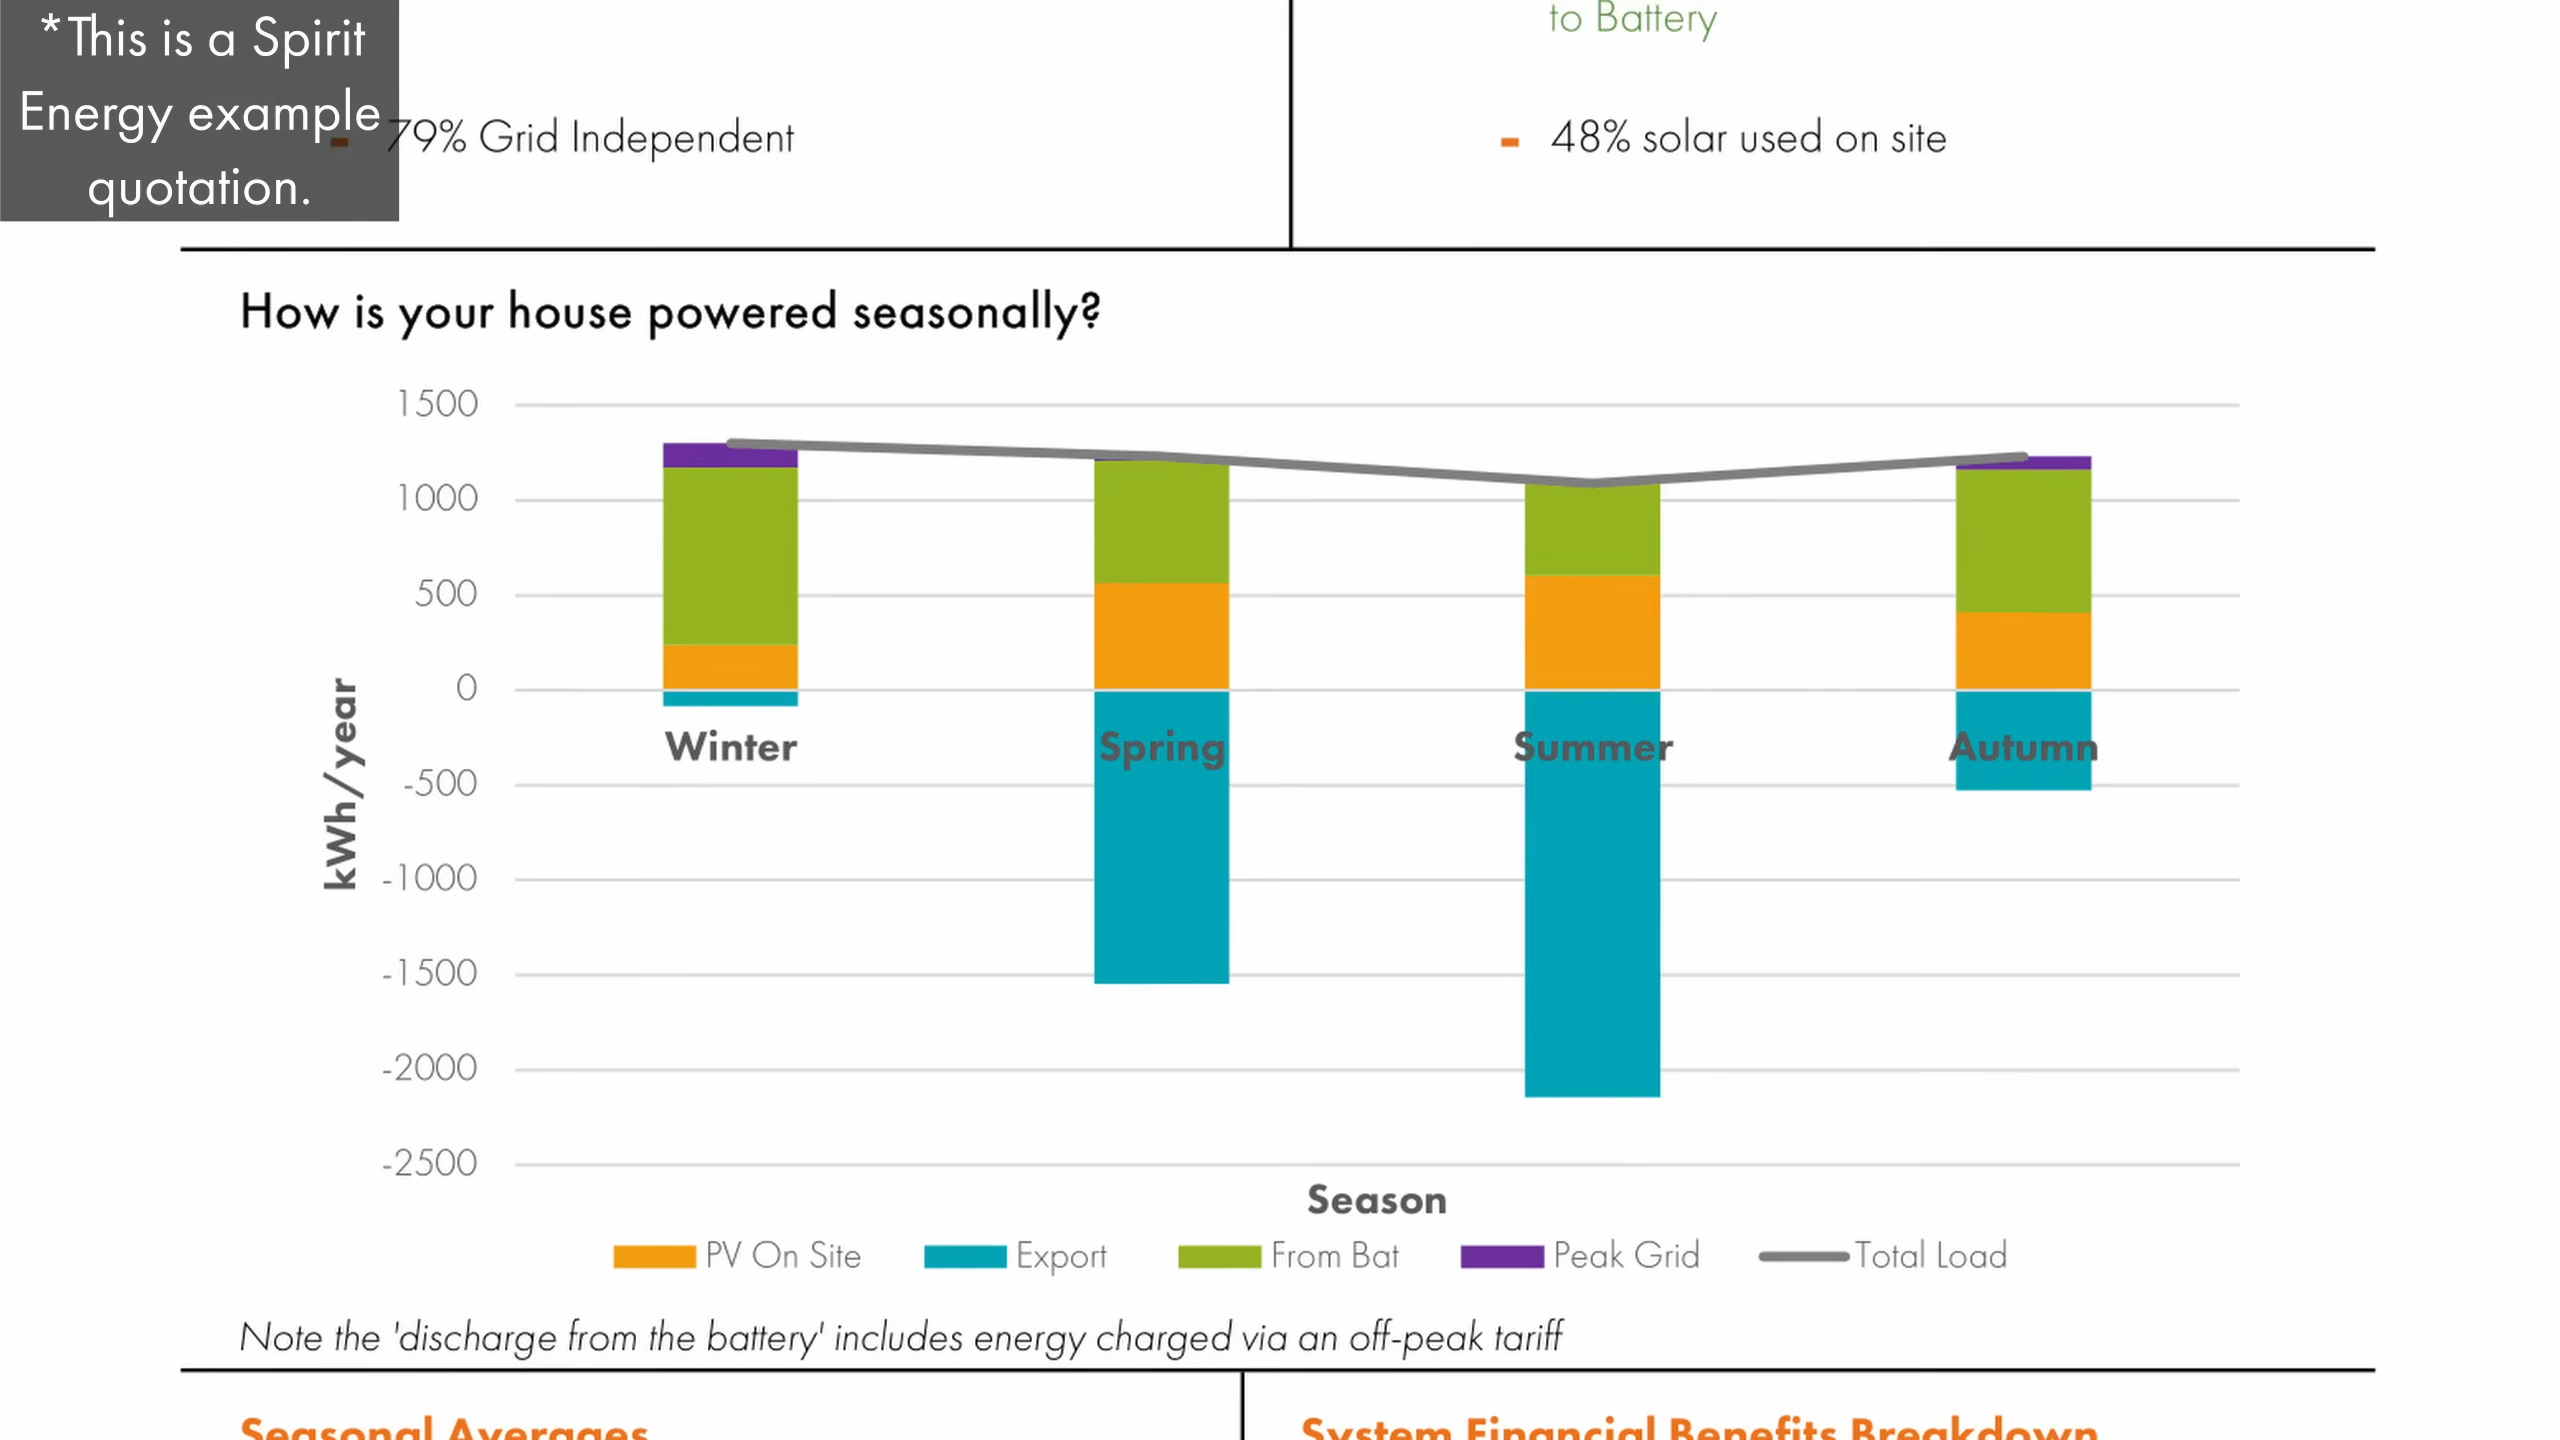 *This is a Spirit
Energy example
quotation.
to Battery
79% Grid Independent
48% solar used on site
How is your house powered seasonally?
1500
1000
500
0
-500
-1000
-1500
-2000
-2500
kWh/year
Winter
Spring
Summer
Autumn
Season
PV On Site
Export
From Bat
Peak Grid
Total Load
Note the 'discharge from the battery' includes energy charged via an off-peak tariff
Seasonal Averages
System Financial Benefits Breakdown